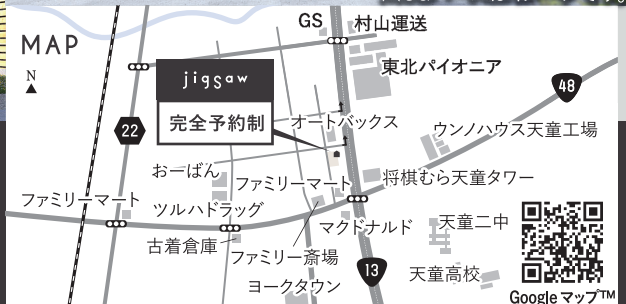 MAP
N
GS
村山運送
東北パイオニア
jigsaw
完全予約制
22
48
オートバックス
ウンノハウス天童工場
おーばん
ファミリーマート
将棋むら天童タワー
ファミリーマート
ツルハドラッグ
マクドナルド
天童二中
古着倉庫
ファミリー斎場
13
天童高校
ヨークタウン
Googleマップ™